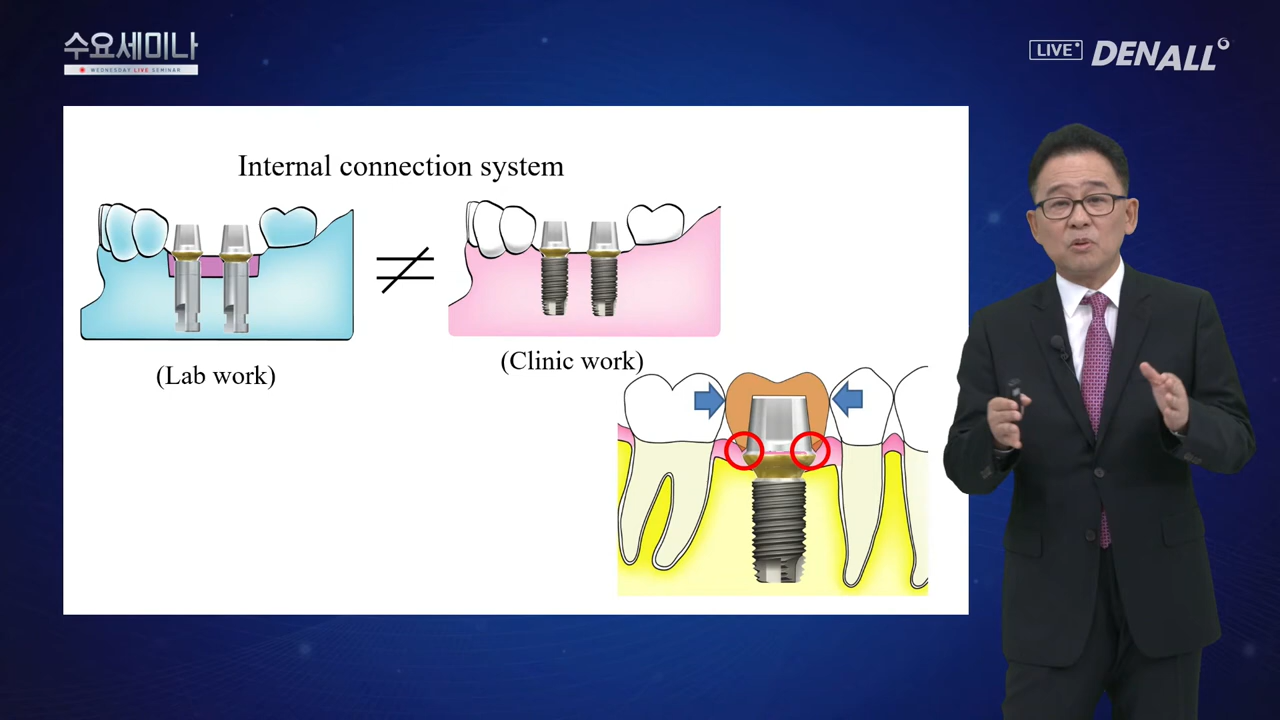 수요세미나
WEDNESDAY LIVE SEMINAR
LIVE
DENALL
Internal connection system
(Lab work)
(Clinic work)